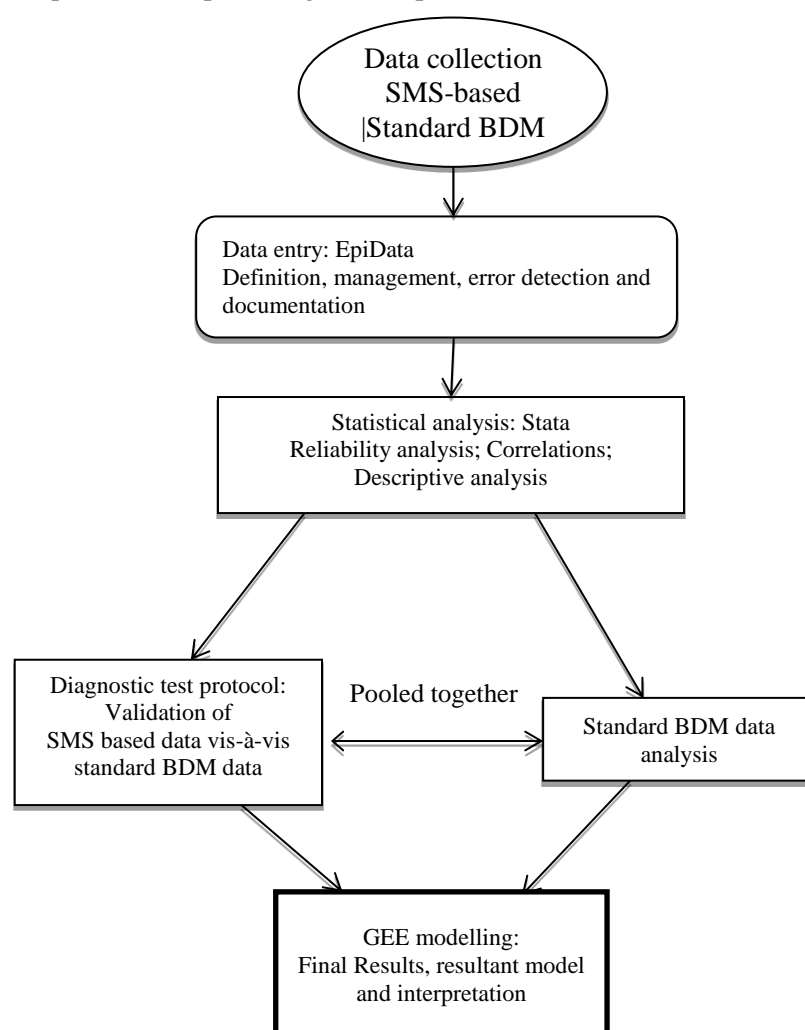 Data collection
SMS-based
|Standard BDM
Data entry: EpiData
Definition, management, error detection and
documentation
Statistical analysis: Stata
Reliability analysis; Correlations;
Descriptive analysis
Diagnostic test protocol:
Validation of
SMS based data vis-à-vis
standard BDM data
Pooled together
Standard BDM data
analysis
GEE modelling:
Final Results, resultant model
and interpretation